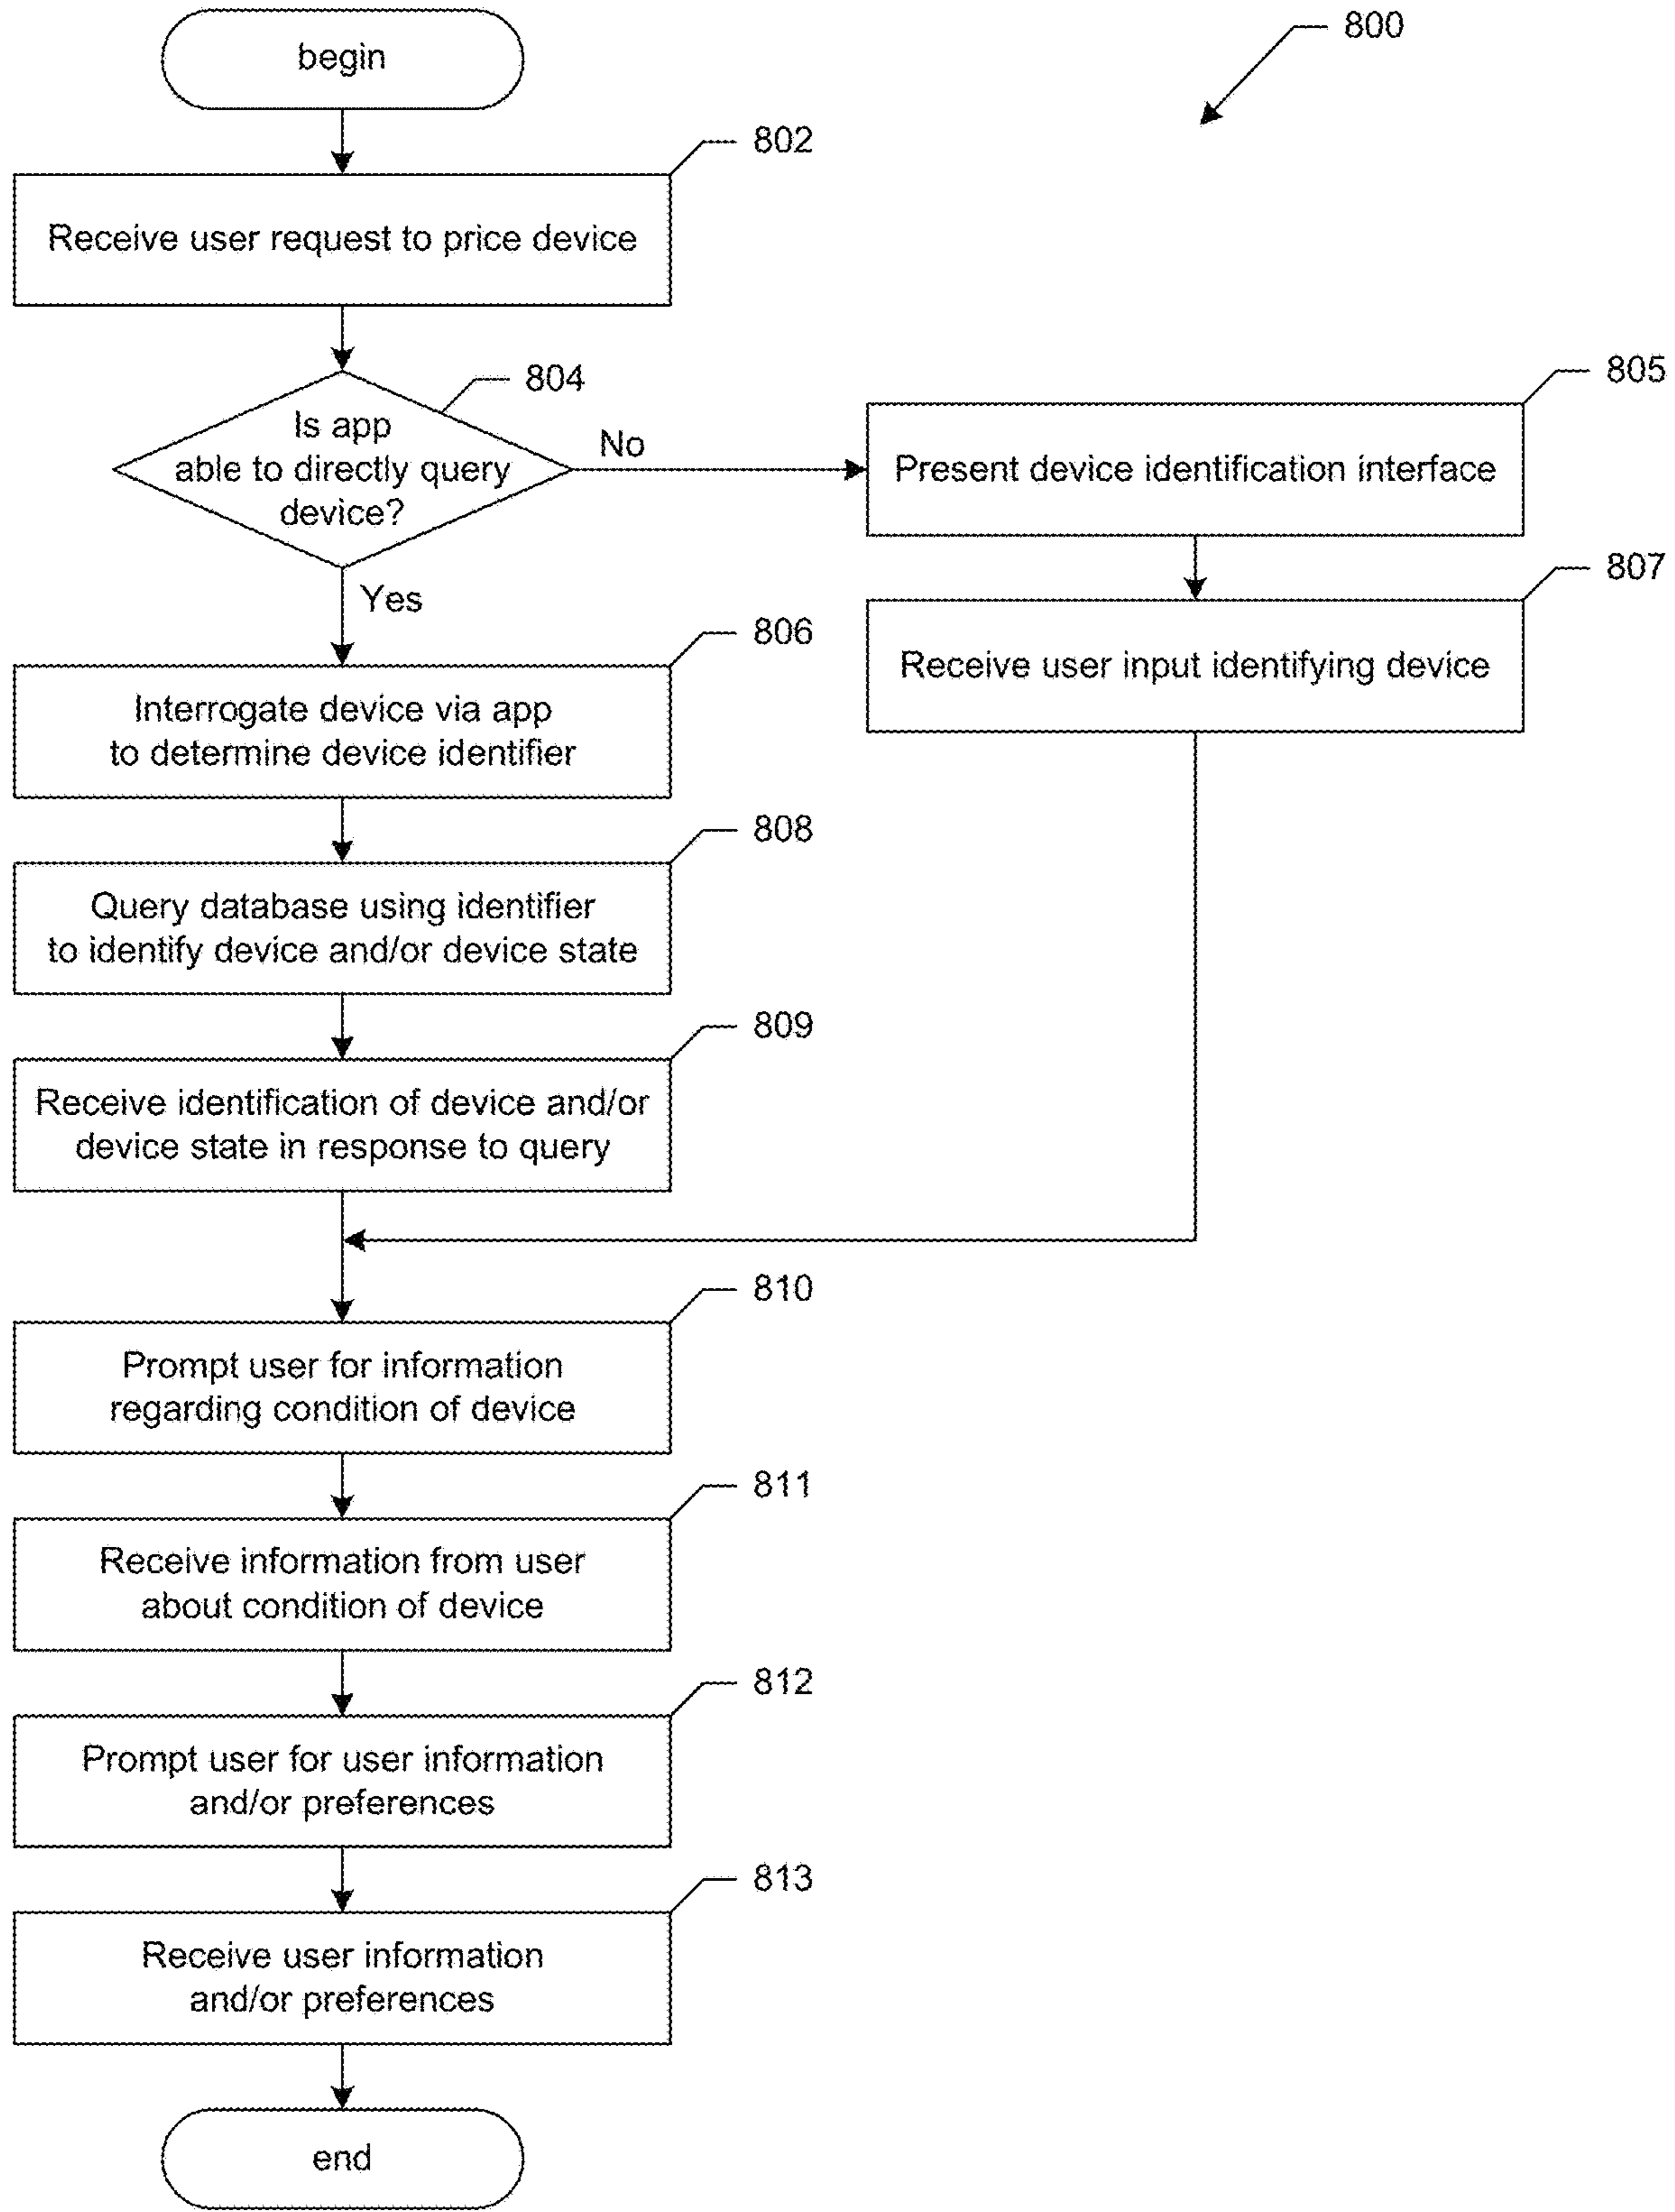 begin
800
802
Receive user request to price device
804
Is app
able to directly query
device?
No
Yes
805
Present device identification interface
807
Receive user input identifying device
806
Interrogate device via app
to determine device identifier
808
Query database using identifier
to identify device and/or device state
809
Receive identification of device and/or
device state in response to query
810
Prompt user for information
regarding condition of device
811
Receive information from user
about condition of device
812
Prompt user for user information
and/or preferences
813
Receive user information
and/or preferences
end